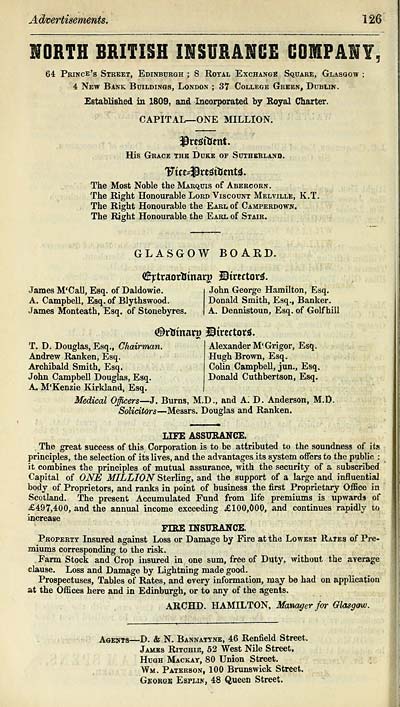 Advertisements. 126
NORTH BRITISH INSURANCE COMPANY,
64 PRINCE'S STREET, EDINBURGH ; 8 ROYAL EXCHANGE SQUARE, GLASGOW ;
4 NEW BANK BUILDINGS, LONDON ; 37 COLLEGE GREEN, DUBLIN.
Established in 1809, and Incorporated by Royal Charter.
CAPITAL—ONE MILLION.
President.
HIS GRACE THE DUKE OF SUTHERLAND.
Vice-Presidents.
The Most Noble the MARQUIS of ABERCORN.
The Right Honourable LORD VISCOUNT MELVILLE, K.T.
The Right Honourable the EARL of CAMPERDOWN.
The Right Honourable the EARL of STAIR.
GLASGOW BOARD.
Extraordinary Directors.
James M'Call, Esq. of Daldowie.
A. Campbell, Esq. of Blythswood.
James Monteath, Esq. of Stonebyres.
John George Hamilton, Esq.
Donald Smith, Esq., Banker.
A. Dennistoun, Esq. of Golfhill
Ordinary Directors.
T. D. Douglas, Esq., Chairman.
Andrew Ranken, Esq.
Archibald Smith, Esq.
John Campbell Douglas, Esq.
A. M'Kenzie Kirkland, Esq.
Alexander M'Grigor, Esq.
Hugh Brown, Esq.
Colin Campbell, jun., Esq.
Donald Cuthbertson, Esq.
Medical Officers—J. Burns, M.D., and A. D. Anderson, M.D.
Solicitors—Messrs. Douglas and Ranken.
LIFE ASSURANCE.
The great success of this Corporation is to be attributed to the soundness of its
principles, the selection of its lives, and the advantages its system offers to the public ;
it combines the principles of mutual assurance, with the security of a subscribed
Capital of ONE MILLION Sterling, and the support of a large and influential
body of Proprietors, and ranks in point of business the first Proprietary Office in
Scotland. The present Accumulated Fund from life premiums is upwards of
£497,400, and the annual income exceeding £100,000, and continues rapidly to
increase
FIRE INSURANCE.
PROPERTY Insured against Loss or Damage by Fire at the LOWEST RATES of Pre-
miums corresponding to the risk.
Farm Stock and Crop insured in one sum, free of Duty, without the average
clause. Loss and Damage by Lightning made good.
Prospectuses, Tables of Rates, and every information, may be had on application
at the Offices here and in Edinburgh, or to any of the agents.
ARCHD. HAMILTON, Manager for Glasgow.
AGENTS—D. & N. BANNATYNE, 46 Renfield Street.
JAMES RITCHIE, 52 West Nile Street.
HUGH MACKAY, 80 Union Street.
WM. PATERSON, 100 Brunswick Street.
GEORGE ESPLIN, 48 Queen Street.